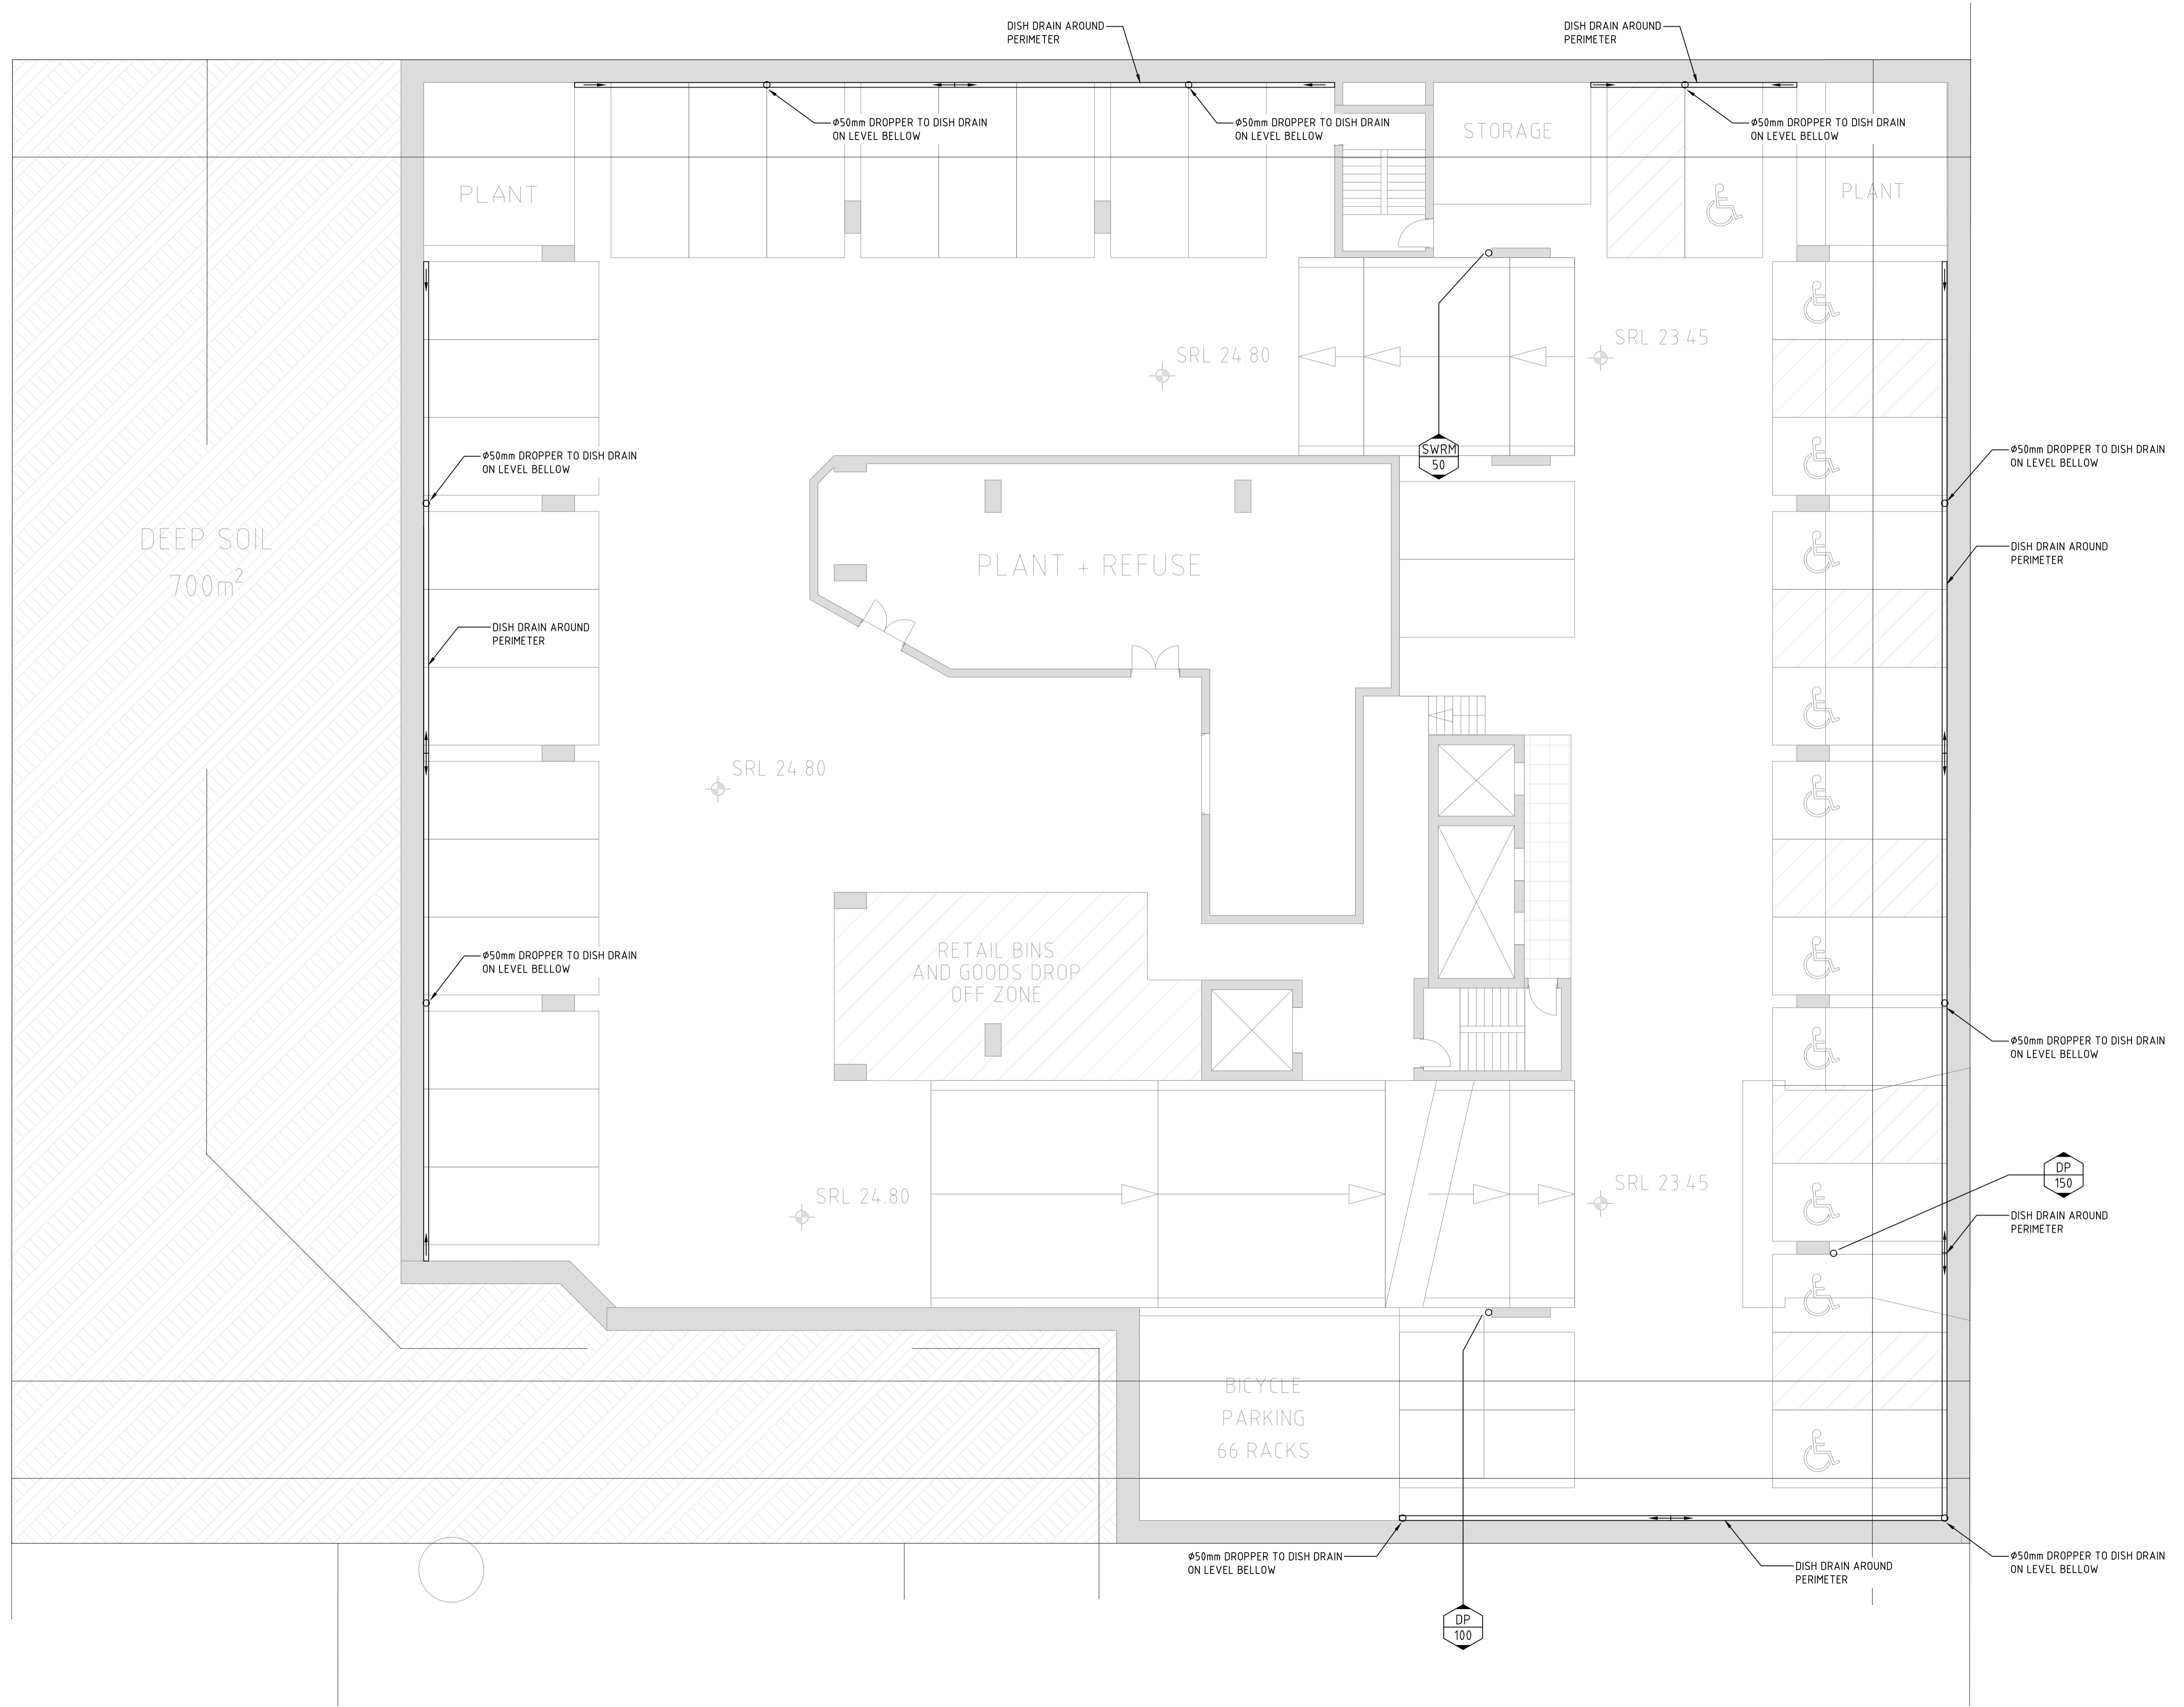 DISH DRAIN AROUND
PERIMETER
DISH DRAIN AROUND
PERIMETER
ø50mm DROPPER TO DISH DRAIN
ON LEVEL BELLOW
ø50mm DROPPER TO DISH DRAIN
ON LEVEL BELLOW
STORAGE
ø50mm DROPPER TO DISH DRAIN
ON LEVEL BELLOW
PLANT
PLANT
SRL 24.80
SRL 23.45
SWRM
50
ø50mm DROPPER TO DISH DRAIN
ON LEVEL BELLOW
ø50mm DROPPER TO DISH DRAIN
ON LEVEL BELLOW
DEEP SOIL
700m²
PLANT + REFUSE
DISH DRAIN AROUND
PERIMETER
DISH DRAIN AROUND
PERIMETER
SRL 24.80
ø50mm DROPPER TO DISH DRAIN
ON LEVEL BELLOW
RETAIL BINS
AND GOODS DROP
OFF ZONE
ø50mm DROPPER TO DISH DRAIN
ON LEVEL BELLOW
SRL 24.80
SRL 23.45
DP
150
DISH DRAIN AROUND
PERIMETER
BICYCLE
PARKING
66 RACKS
ø50mm DROPPER TO DISH DRAIN
ON LEVEL BELLOW
DISH DRAIN AROUND
PERIMETER
ø50mm DROPPER TO DISH DRAIN
ON LEVEL BELLOW
DP
100